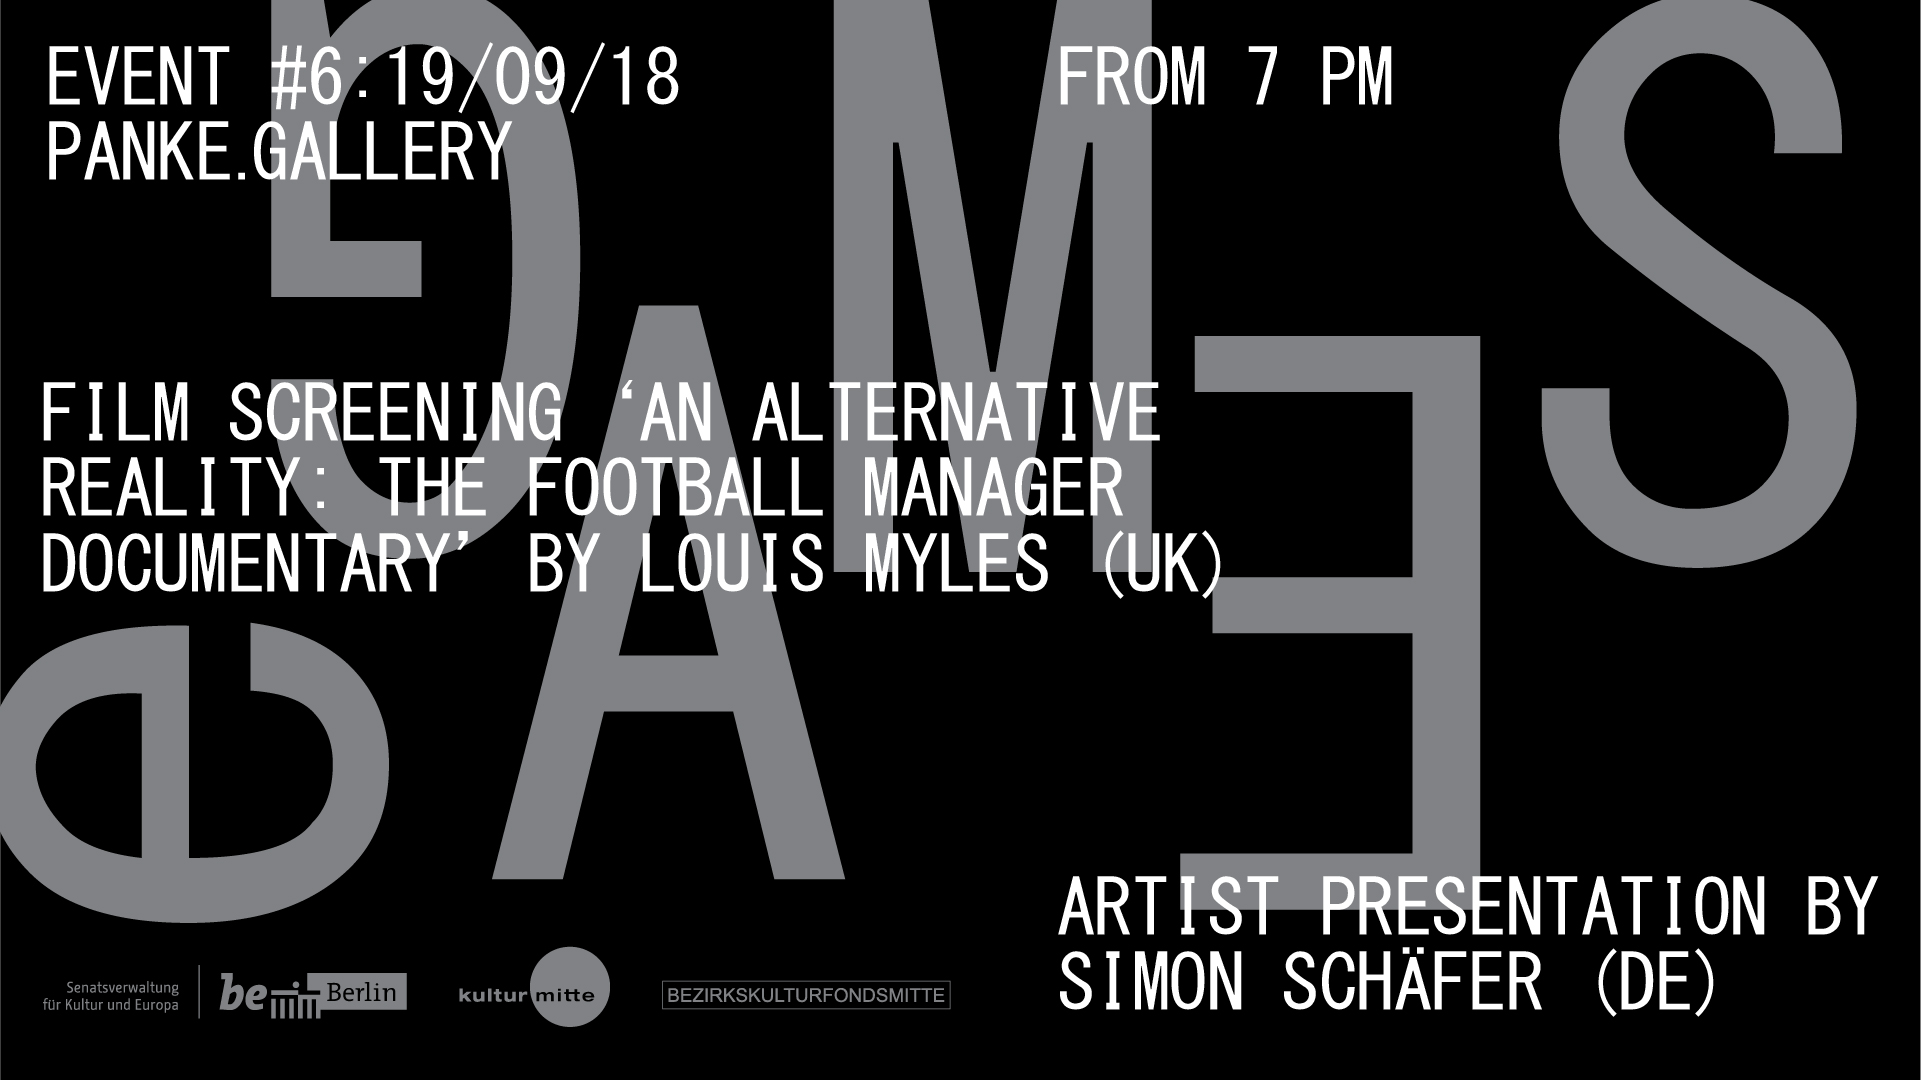 EVENT #6:19/09/18
PANKE.GALLERY
FROM 7 PM
FILM SCREENING ‘AN ALTERNATIVE
REALITY: THE FOOTBALL MANAGER
DOCUMENTARY’ BY LOUIS MYLES (UK)
e GAMES
ARTIST PRESENTATION BY
SIMON SCHÄFER (DE)
Senatsverwaltung
für Kultur und Europa
be Berlin
kultur mitte
BEZIRKSKULTURFONDSMITTE